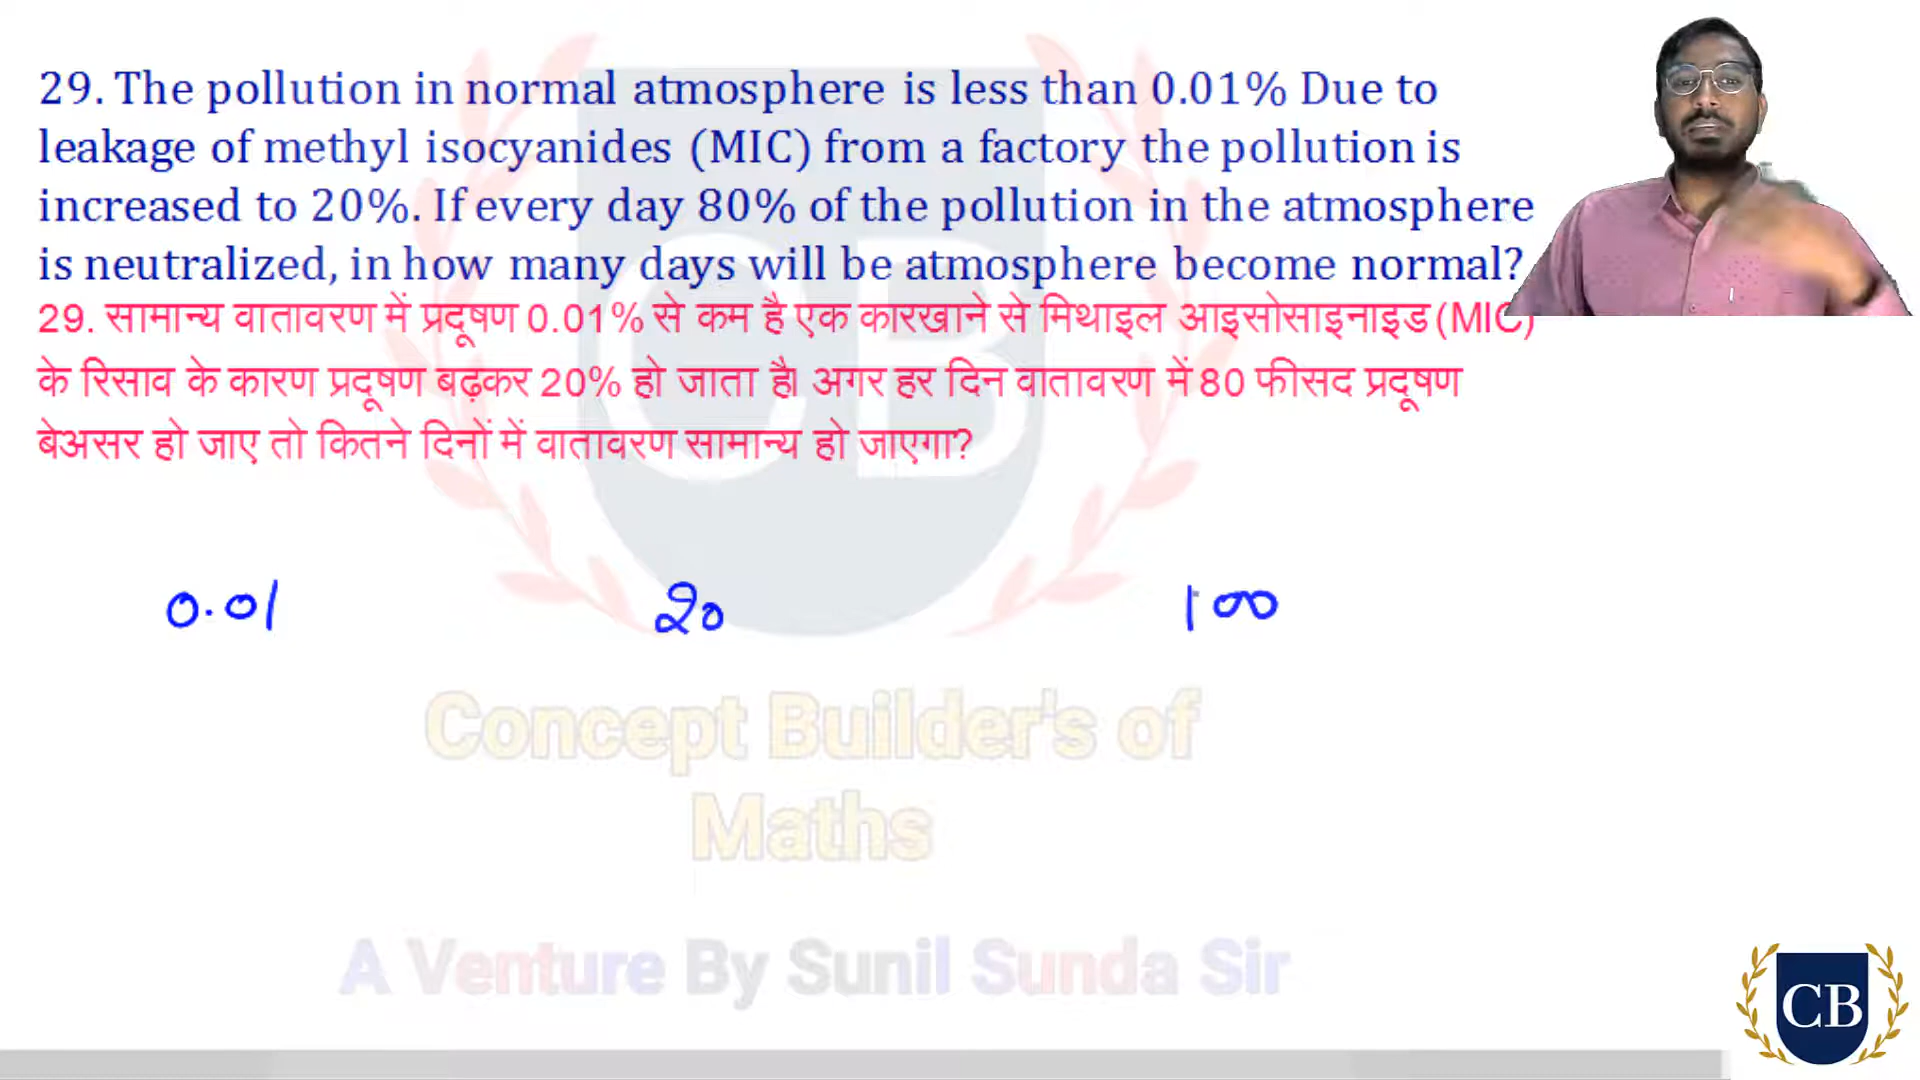 29. The pollution in normal atmosphere is less than 0.01% Due to
leakage of methyl isocyanides (MIC) from a factory the pollution is
increased to 20%. If every day 80% of the pollution in the atmosphere
is neutralized, in how many days will be atmosphere become normal?
29. सामान्य वातावरण में प्रदूषण 0.01% से कम है एक कारखाने से मिथाइल आइसोसाइनाइड (MIC)
के रिसाव के कारण प्रदूषण बढ़कर 20% हो जाता है। अगर हर दिन वातावरण में 80 फीसद प्रदूषण
बेअसर हो जाए तो कितने दिनों में वातावरण सामान्य हो जाएगा?
0.01 20 100
CB
Concept Builder's of
Maths
A Venture By Sunil Sunda Sir
CB